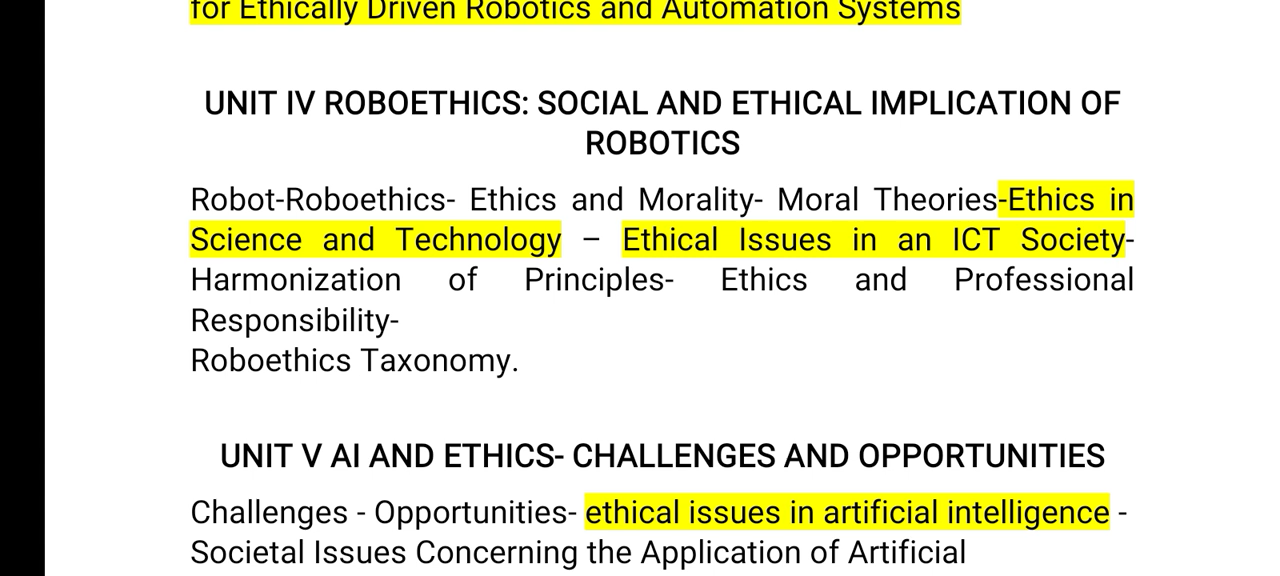 for Ethically Driven Robotics and Automation Systems
UNIT IV ROBOETHICS: SOCIAL AND ETHICAL IMPLICATION OF
ROBOTICS
Robot-Roboethics- Ethics and Morality- Moral Theories-Ethics in
Science and Technology – Ethical Issues in an ICT Society-
Harmonization of Principles- Ethics and Professional
Responsibility-
Roboethics Taxonomy.
UNIT V AI AND ETHICS- CHALLENGES AND OPPORTUNITIES
Challenges - Opportunities- ethical issues in artificial intelligence -
Societal Issues Concerning the Application of Artificial